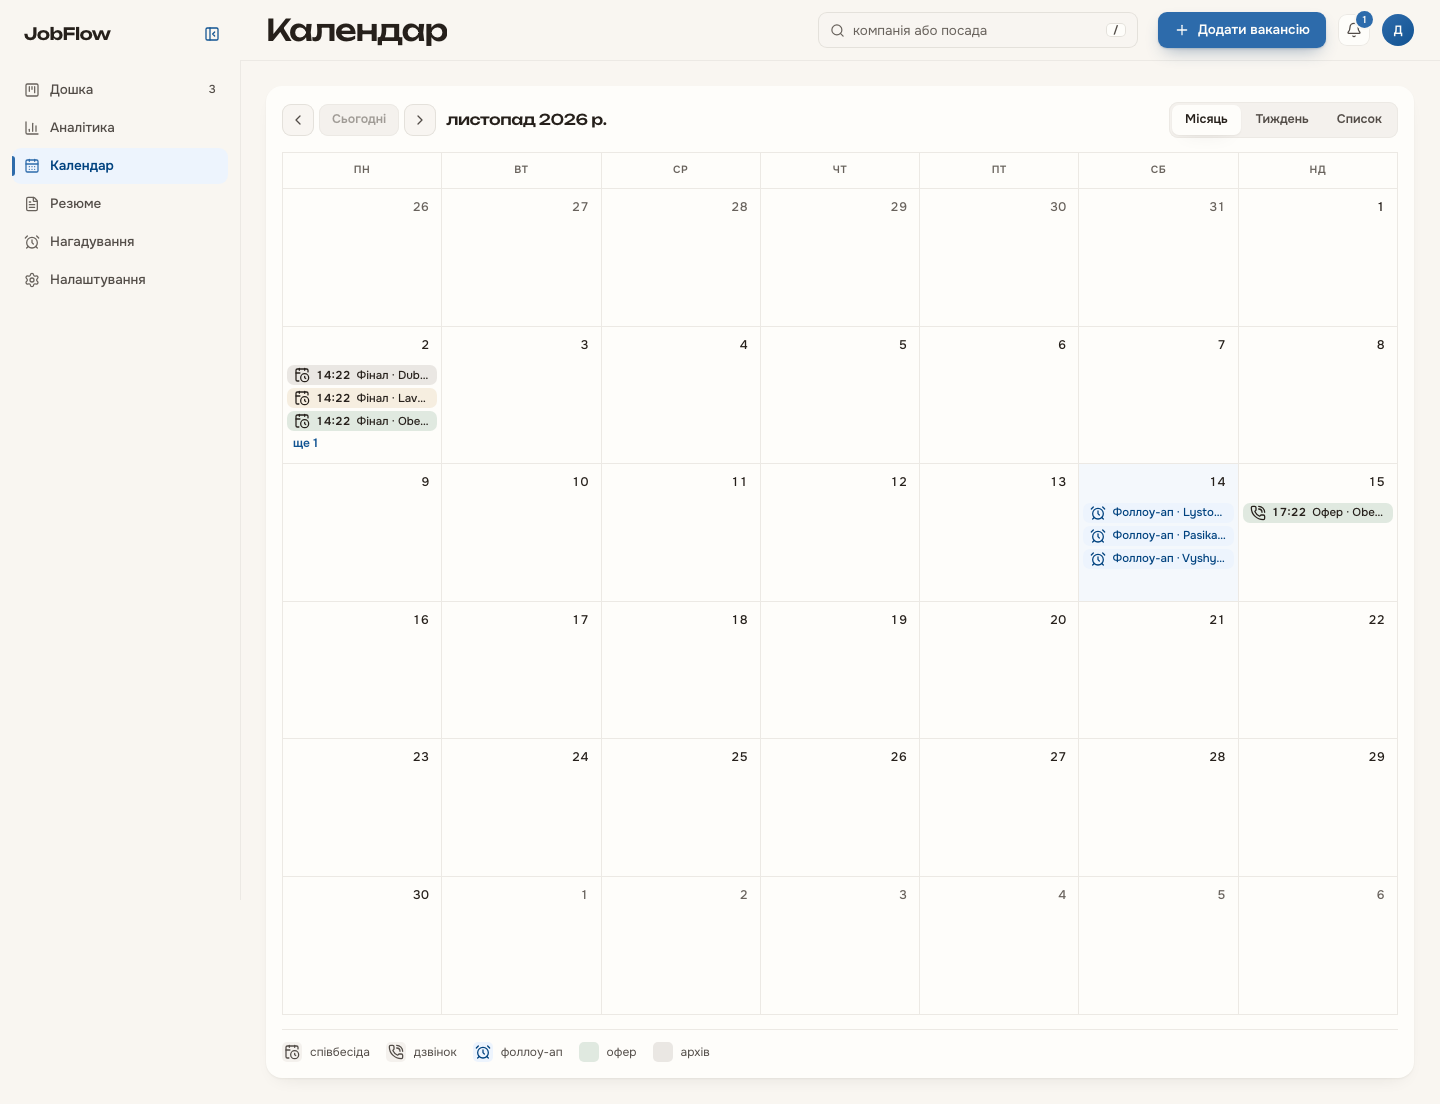 JobFlow
Календар
компанія або посада
/
Додати вакансію
1
Д
Дошка 3
Аналітика
Календар
Резюме
Нагадування
Налаштування
Сьогодні
листопад 2026 р.
Місяць Тиждень Список
ПН ВТ СР ЧТ ПТ СБ НД
26 27 28 29 30 31 1
2 3 4 5 6 7 8
14:22 Фінал · Dub...
14:22 Фінал · Lav...
14:22 Фінал · Obe...
ще 1
9 10 11 12 13 14 15
Фоллоу-ап · Lysto...
Фоллоу-ап · Pasika...
Фоллоу-ап · Vyshy...
17:22 Офер · Obe...
16 17 18 19 20 21 22
23 24 25 26 27 28 29
30 1 2 3 4 5 6
співбесіда дзвінок фоллоу-ап офер архів